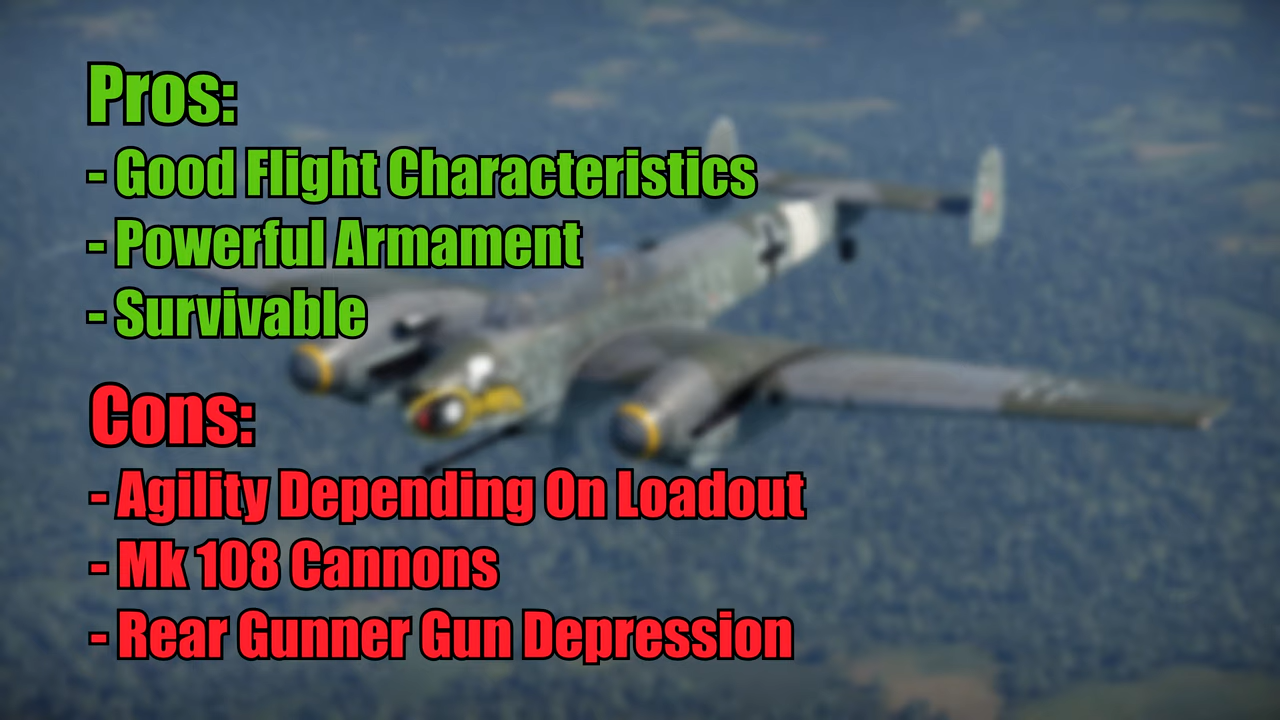 Pros:
- Good Flight Characteristics
- Powerful Armament
- Survivable
Cons:
- Agility Depending On Loadout
- Mk 108 Cannons
- Rear Gunner Gun Depression